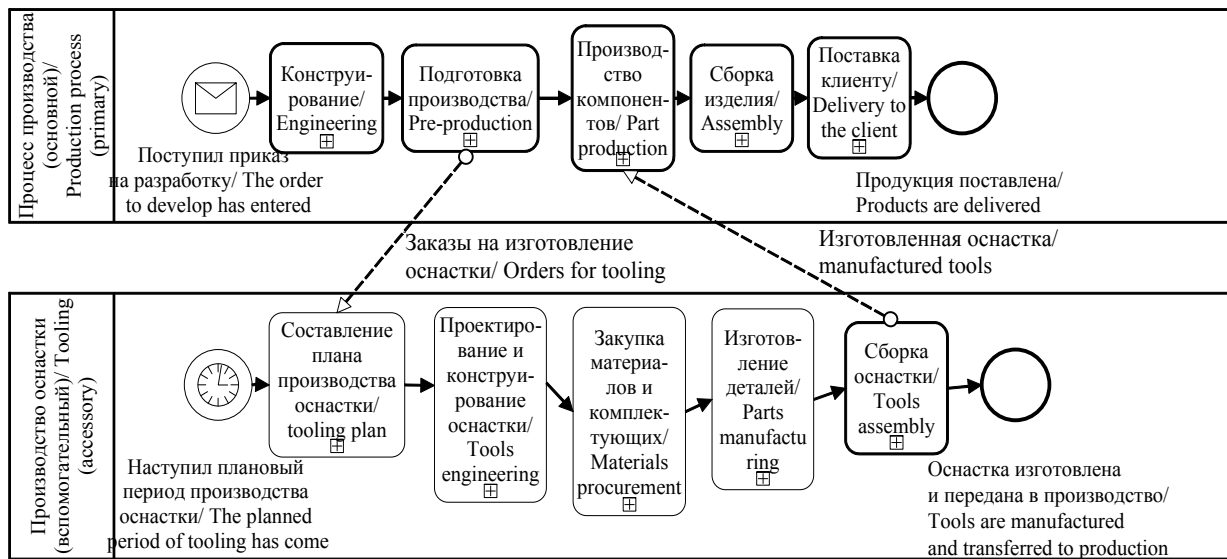 Процесс производства
(основной)/
Production process
(primary)
Конструи-
рование/
Engineering
Подготовка
производства/
Pre-production
Производ-
ство
компонен-
тов/ Part
production
Сборка
изделия/
Assembly
Поставка
клиенту/
Delivery to
the client
Поступил приказ
на разработку/ The order
to develop has entered
Продукция поставлена/
Products are delivered
Заказы на изготовление
оснастки/ Orders for tooling
Изготовленная оснастка/
manufactured tools
Производство оснастки
(вспомогательный)/ Tooling
(accessory)
Составление
плана
производства
оснастки/
tooling plan
Проектиро-
вание и
констpуи-
рование
оснастки/
Tools
engineering
Закупка
материа-
лов и
комплек-
тующих/
Materials
procurement
Изготов-
ление
деталей/
Parts
manufactu
ring
Сборка
оснастки/
Tools
assembly
Наступил плановый
период производства
оснастки/ The planned
period of tooling has come
Оснастка изготовлена
и передана в производство/
Tools are manufactured
and transferred to production